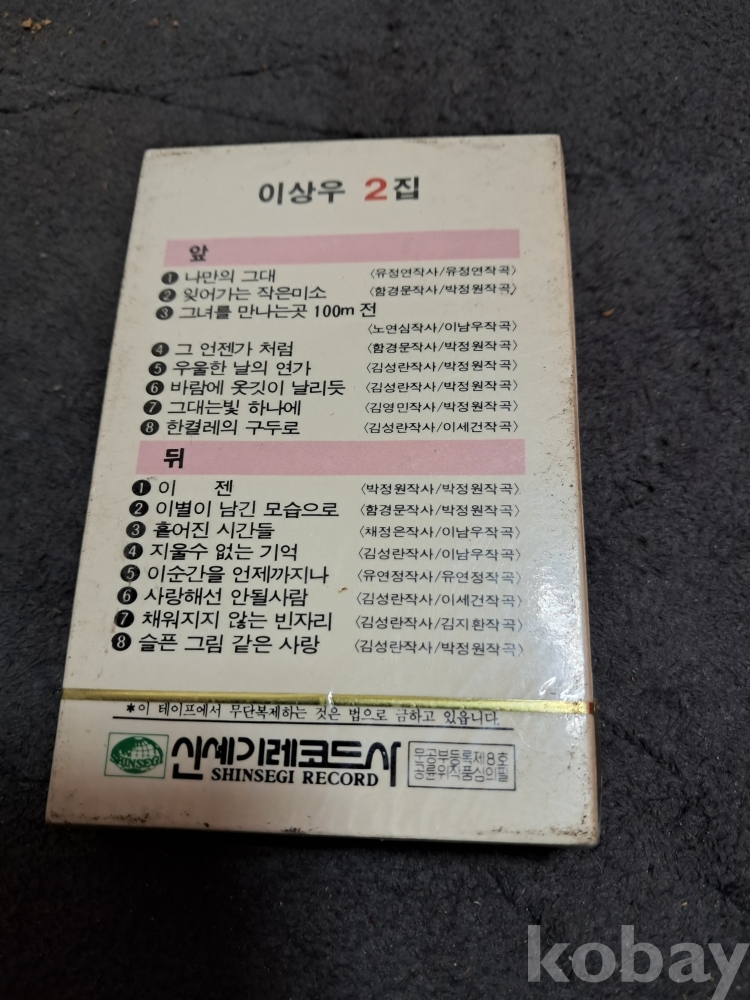 이상우 2집
앞
❶ 나만의 그대 〈유정연작사/유정연작곡〉
❷ 잊어가는 작은미소 〈함경문작사/박정원작곡〉
❸ 그녀를 만나는곳 100m 전
〈노연심작사/이남우작곡〉
❹ 그 언젠가 처럼 〈함경문작사/박정원작곡〉
❺ 우울한 날의 연가 〈김성란작사/박정원작곡〉
❻ 바람에 옷깃이 날리듯 〈김성란작사/박정원작곡〉
❼ 그대는빛 하나에 〈김영민작사/박정원작곡〉
❽ 한켤레의 구두로 〈김성란작사/이세건작곡〉
뒤
❶ 이 젠 〈박정원작사/박정원작곡〉
❷ 이별이 남긴 모습으로 〈함경문작사/박정원작곡〉
❸ 흩어진 시간들 〈채정은작사/이남우작곡〉
❹ 지울수 없는 기억 〈김성란작사/이남우작곡〉
❺ 이순간을 언제까지나 〈유연정작사/유연정작곡〉
❻ 사랑해선 안될사람 〈김성란작사/이세건작곡〉
❼ 채워지지 않는 빈자리 〈김성란작사/김지환작곡〉
❽ 슬픈 그림 같은 사랑 〈김성란작사/박정원작곡〉
*이 테이프에서 무단복제하는 것은 법으로 금하고 있읍니다.
SHINSEGI 신세기레코드사
SHINSEGI RECORD
문공부등록제8호
공륜위작품심의필
kobay